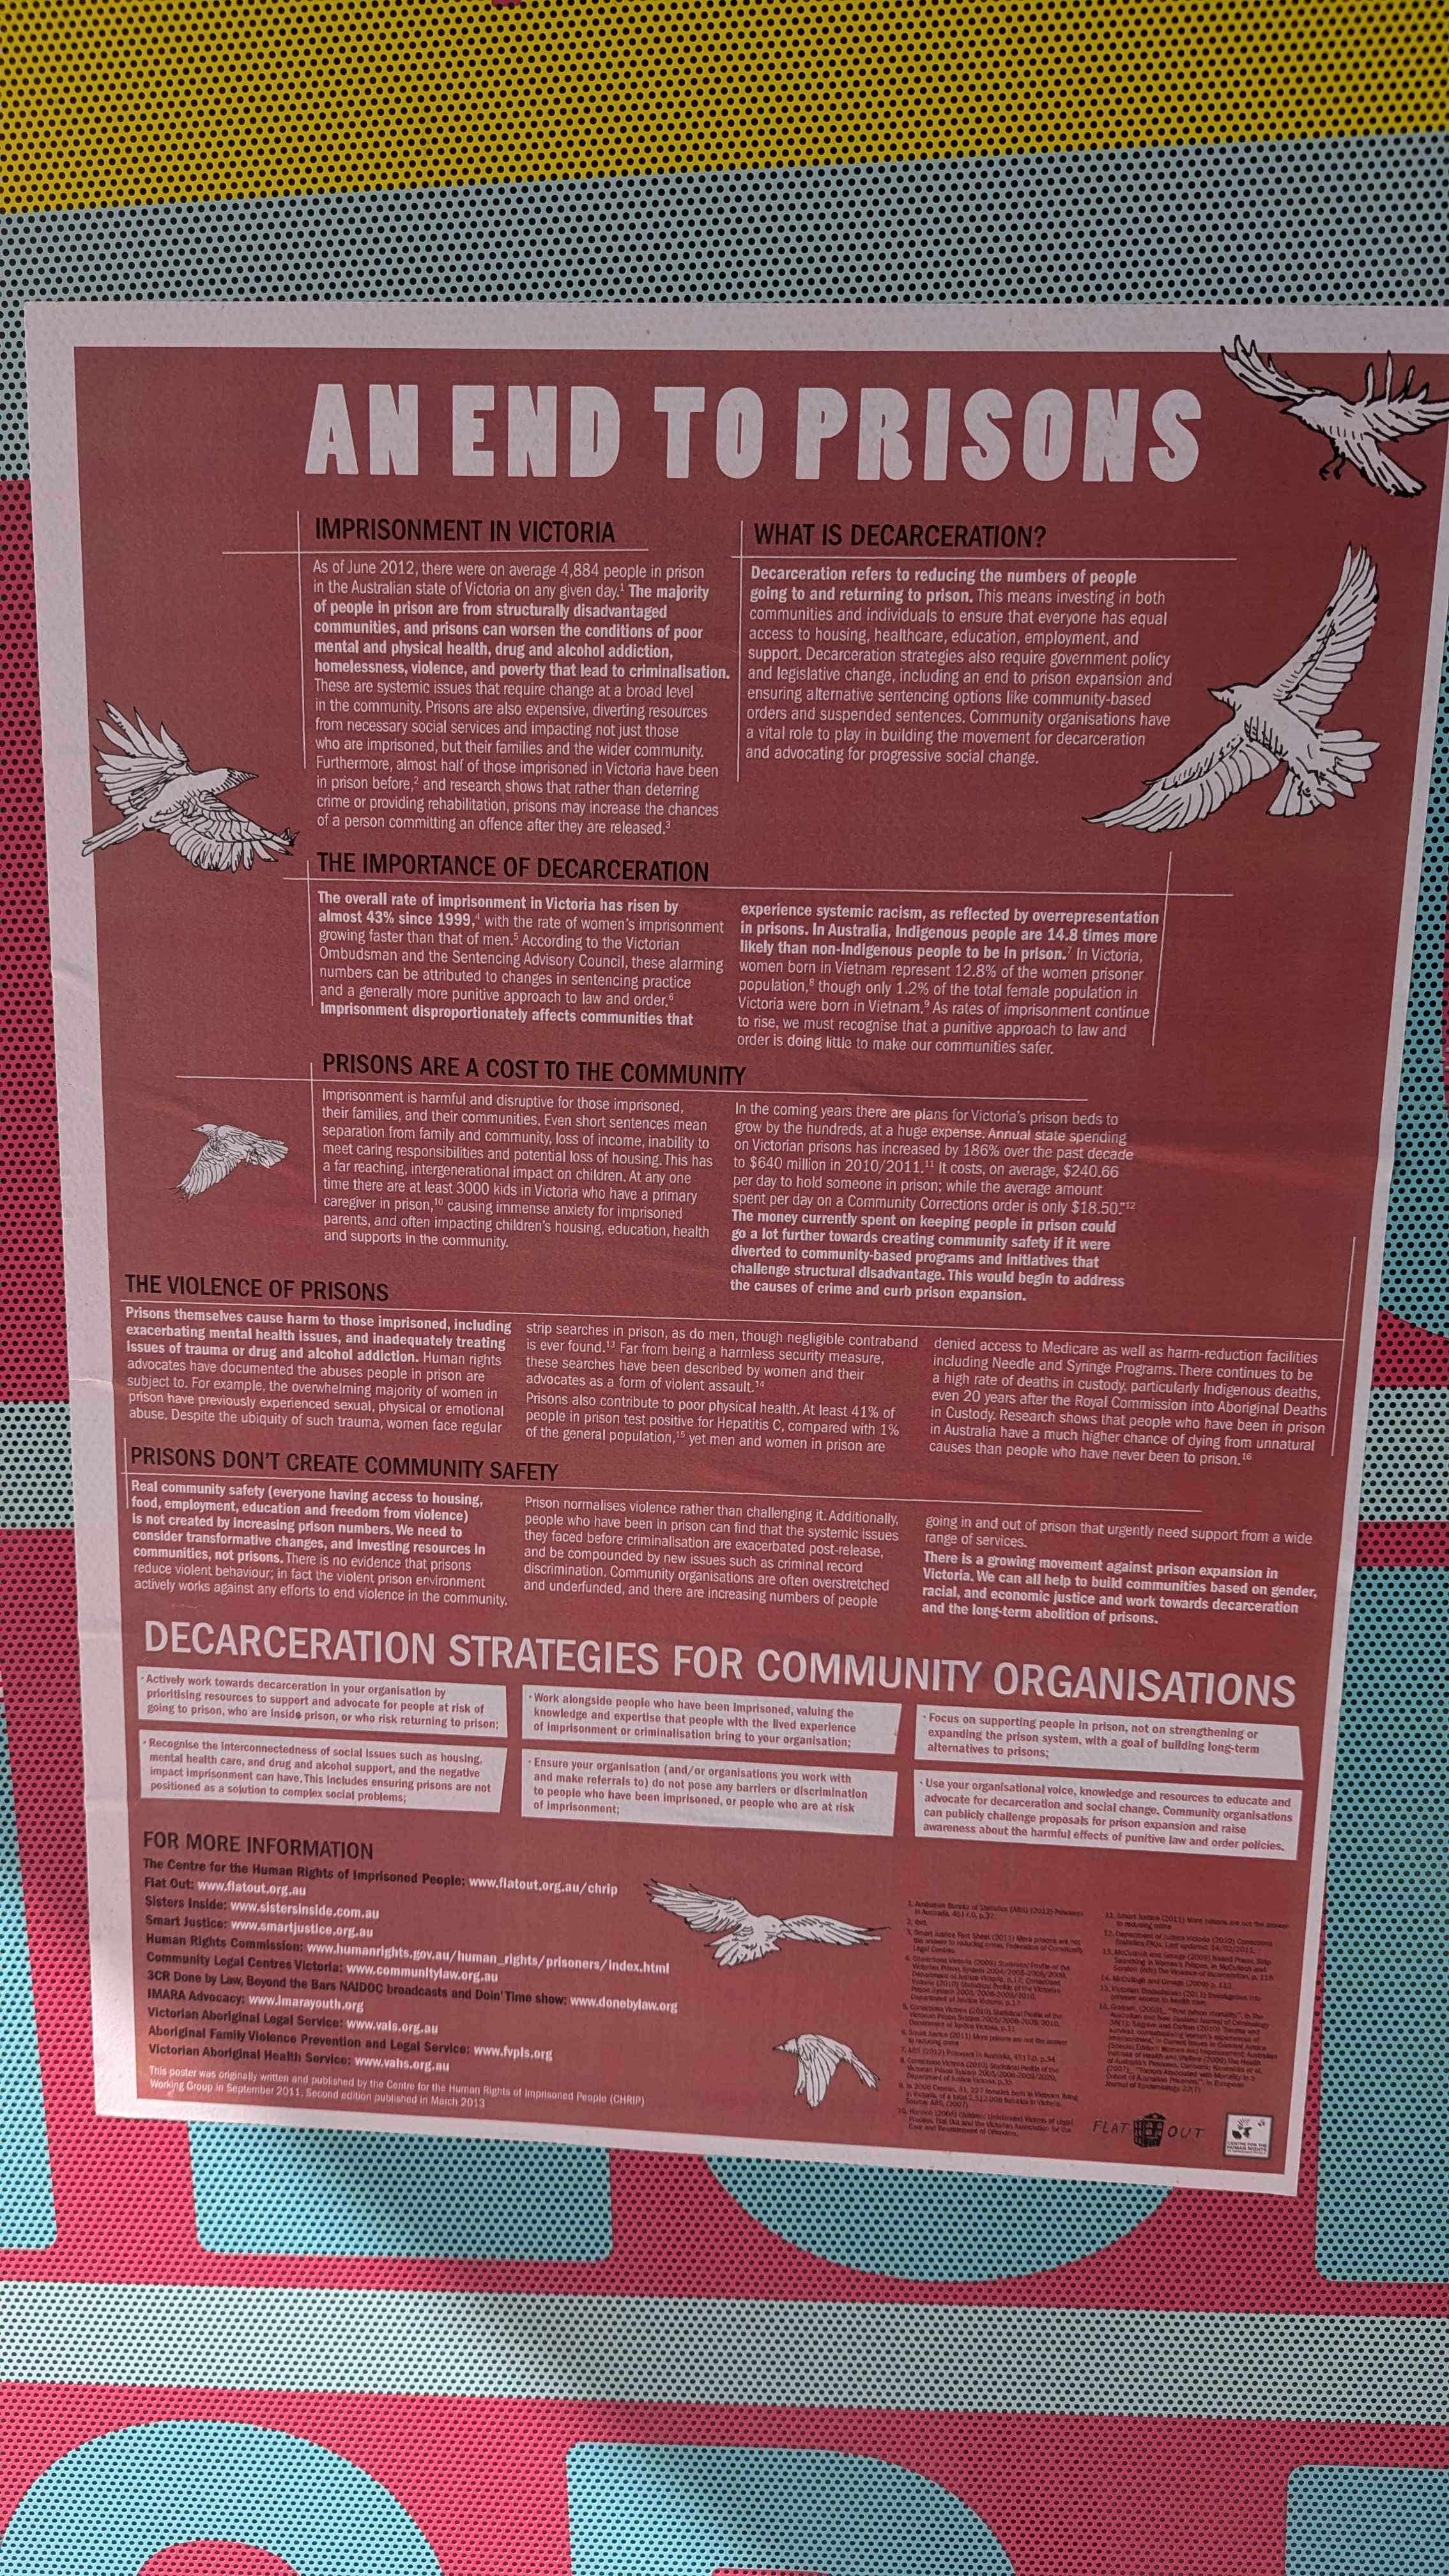 AN END TO PRISONS
IMPRISONMENT IN VICTORIA
As of June 2012, there were on average 4,884 people in prison
in the Australian state of Victoria on any given day.1 The majority
of people in prison are from structurally disadvantaged
communities, and prisons can worsen the conditions of poor
mental and physical health, drug and alcohol addiction,
homelessness, violence, and poverty that lead to criminalisation.
These are systemic issues that require change at a broad level
in the community. Prisons are also expensive, diverting resources
from necessary social services and impacting not just those
who are imprisoned, but their families and the wider community.
Furthermore, almost half of those imprisoned in Victoria have been
in prison before,2 and research shows that rather than deterring
crime or providing rehabilitation, prisons may increase the chances
of a person committing an offence after they are released.3
WHAT IS DECARCERATION?
Decarceration refers to reducing the numbers of people
going to and returning to prison. This means investing in both
communities and individuals to ensure that everyone has equal
access to housing, healthcare, education, employment, and
support. Decarceration strategies also require government policy
and legislative change, including an end to prison expansion and
ensuring alternative sentencing options like community-based
orders and suspended sentences. Community organisations have
a vital role to play in building the movement for decarceration
and advocating for progressive social change.
THE IMPORTANCE OF DECARCERATION
The overall rate of imprisonment in Victoria has risen by
almost 43% since 1999,4 with the rate of women's imprisonment
growing faster than that of men.5 According to the Victorian
Ombudsman and the Sentencing Advisory Council, these alarming
numbers can be attributed to changes in sentencing practice
and a generally more punitive approach to law and order.6
Imprisonment disproportionately affects communities that
experience systemic racism, as reflected by overrepresentation
in prisons. In Australia, Indigenous people are 14.8 times more
likely than non-Indigenous people to be in prison.7 In Victoria,
women born in Vietnam represent 12.8% of the women prisoner
population,8 though only 1.2% of the total female population in
Victoria were born in Vietnam.9 As rates of imprisonment continue
to rise, we must recognise that a punitive approach to law and
order is doing little to make our communities safer.
PRISONS ARE A COST TO THE COMMUNITY
Imprisonment is harmful and disruptive for those imprisoned,
their families, and their communities. Even short sentences mean
separation from family and community, loss of income, inability to
meet caring responsibilities and potential loss of housing. This has
a far reaching, intergenerational impact on children. At any one
time there are at least 3000 kids in Victoria who have a primary
caregiver in prison,10 causing immense anxiety for imprisoned
parents, and often impacting children's housing, education, health
and supports in the community.
In the coming years there are plans for Victoria's prison beds to
grow by the hundreds, at a huge expense. Annual state spending
on Victorian prisons has increased by 186% over the past decade
to $640 million in 2010/2011.11 It costs, on average, $240.66
per day to hold someone in prison; while the average amount
spent per day on a Community Corrections order is only $18.50."12
The money currently spent on keeping people in prison could
go a lot further towards creating community safety if it were
diverted to community-based programs and initiatives that
challenge structural disadvantage. This would begin to address
the causes of crime and curb prison expansion.
THE VIOLENCE OF PRISONS
Prisons themselves cause harm to those imprisoned, including
exacerbating mental health issues, and inadequately treating
issues of trauma or drug and alcohol addiction. Human rights
advocates have documented the abuses people in prison are
subject to. For example, the overwhelming majority of women in
prison have previously experienced sexual, physical or emotional
abuse. Despite the ubiquity of such trauma, women face regular
strip searches in prison, as do men, though negligible contraband
is ever found.13 Far from being a harmless security measure,
these searches have been described by women and their
advocates as a form of violent assault.14
Prisons also contribute to poor physical health. At least 41% of
people in prison test positive for Hepatitis C, compared with 1%
of the general population,15 yet men and women in prison are
denied access to Medicare as well as harm-reduction facilities
including Needle and Syringe Programs. There continues to be
a high rate of deaths in custody, particularly Indigenous deaths,
even 20 years after the Royal Commission into Aboriginal Deaths
in Custody. Research shows that people who have been in prison
in Australia have a much higher chance of dying from unnatural
causes than people who have never been to prison.16
PRISONS DON'T CREATE COMMUNITY SAFETY
Real community safety (everyone having access to housing,
food, employment, education and freedom from violence)
is not created by increasing prison numbers. We need to
consider transformative changes, and investing resources in
communities, not prisons. There is no evidence that prisons
reduce violent behaviour; in fact the violent prison environment
actively works against any efforts to end violence in the community.
Prison normalises violence rather than challenging it. Additionally,
people who have been in prison can find that the systemic issues
they faced before criminalisation are exacerbated post-release,
and be compounded by new issues such as criminal record
discrimination. Community organisations are often overstretched
and underfunded, and there are increasing numbers of people
going in and out of prison that urgently need support from a wide
range of services.
There is a growing movement against prison expansion in
Victoria. We can all help to build communities based on gender,
racial, and economic justice and work towards decarceration
and the long-term abolition of prisons.
DECARCERATION STRATEGIES FOR COMMUNITY ORGANISATIONS
· Actively work towards decarceration in your organisation by
prioritising resources to support and advocate for people at risk of
going to prison, who are inside prison, or who risk returning to prison;
· Work alongside people who have been imprisoned, valuing the
knowledge and expertise that people with the lived experience
of imprisonment or criminalisation bring to your organisation;
· Focus on supporting people in prison, not on strengthening or
expanding the prison system, with a goal of building long-term
alternatives to prisons;
· Recognise the interconnectedness of social issues such as housing,
mental health care, and drug and alcohol support, and the negative
impact imprisonment can have. This includes ensuring prisons are not
positioned as a solution to complex social problems;
· Ensure your organisation (and/or organisations you work with
and make referrals to) do not pose any barriers or discrimination
to people who have been imprisoned, or people who are at risk
of imprisonment;
· Use your organisational voice, knowledge and resources to educate and
advocate for decarceration and social change. Community organisations
can publicly challenge proposals for prison expansion and raise
awareness about the harmful effects of punitive law and order policies.
FOR MORE INFORMATION
The Centre for the Human Rights of Imprisoned People: www.flatout.org.au/chrip
Flat Out: www.flatout.org.au
Sisters Inside: www.sistersinside.com.au
Smart Justice: www.smartjustice.org.au
Human Rights Commission: www.humanrights.gov.au/human_rights/prisoners/index.html
Community Legal Centres Victoria: www.communitylaw.org.au
3CR Done by Law, Beyond the Bars NAIDOC broadcasts and Doin' Time show: www.donebylaw.org
IMARA Advocacy: www.imarayouth.org
Victorian Aboriginal Legal Service: www.vals.org.au
Aboriginal Family Violence Prevention and Legal Service: www.fvpls.org
Victorian Aboriginal Health Service: www.vahs.org.au
This poster was originally written and published by the Centre for the Human Rights of Imprisoned People (CHRIP)
Working Group in September 2011. Second edition published in March 2013
FLAT OUT